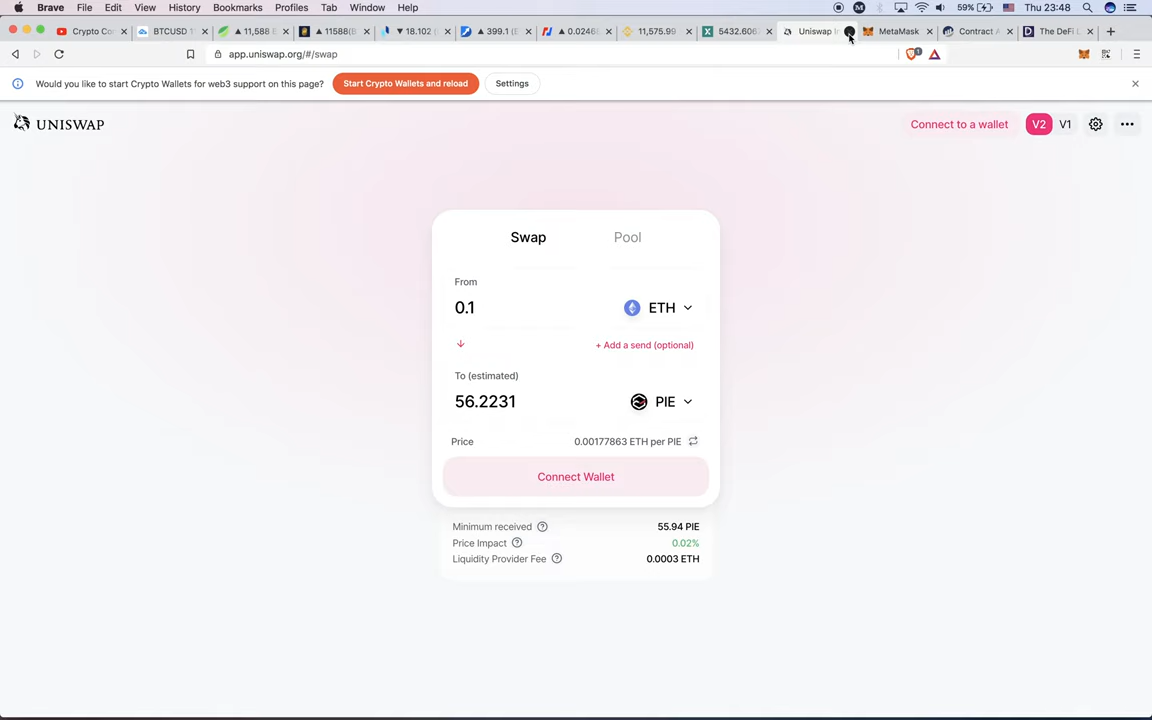 Brave File Edit View History Bookmarks Profiles Tab Window Help 59% Thu 23:48
Crypto Co BTCUSD 1 ▲ 11,588 ▲ 11588(B ▼ 18.102 ▲ 399.1 (E ▲ 0.0246 11,575.99 5432.606 Uniswap MetaMask Contract A The DeFi
app.uniswap.org/#/swap 1
Would you like to start Crypto Wallets for web3 support on this page? Start Crypto Wallets and reload Settings
UNISWAP Connect to a wallet V2 V1
Swap Pool
From
0.1 ETH
+ Add a send (optional)
To (estimated)
56.2231 PIE
Price 0.00177863 ETH per PIE
Connect Wallet
Minimum received 55.94 PIE
Price Impact 0.02%
Liquidity Provider Fee 0.0003 ETH